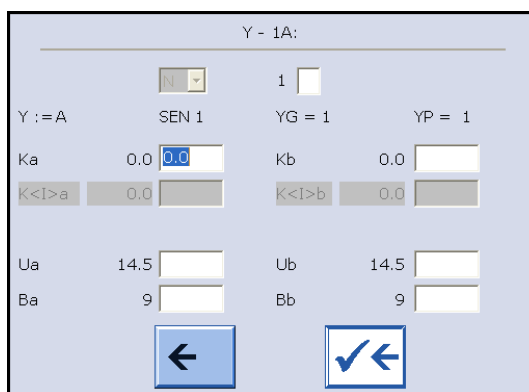 Y - 1A:
N 1
Y := A SEN 1 YG = 1 YP = 1
Ka 0.0 0.0 Kb 0.0
K<I>a 0.0 K<I>b 0.0
Ua 14.5 Ub 14.5
Ba 9 Bb 9